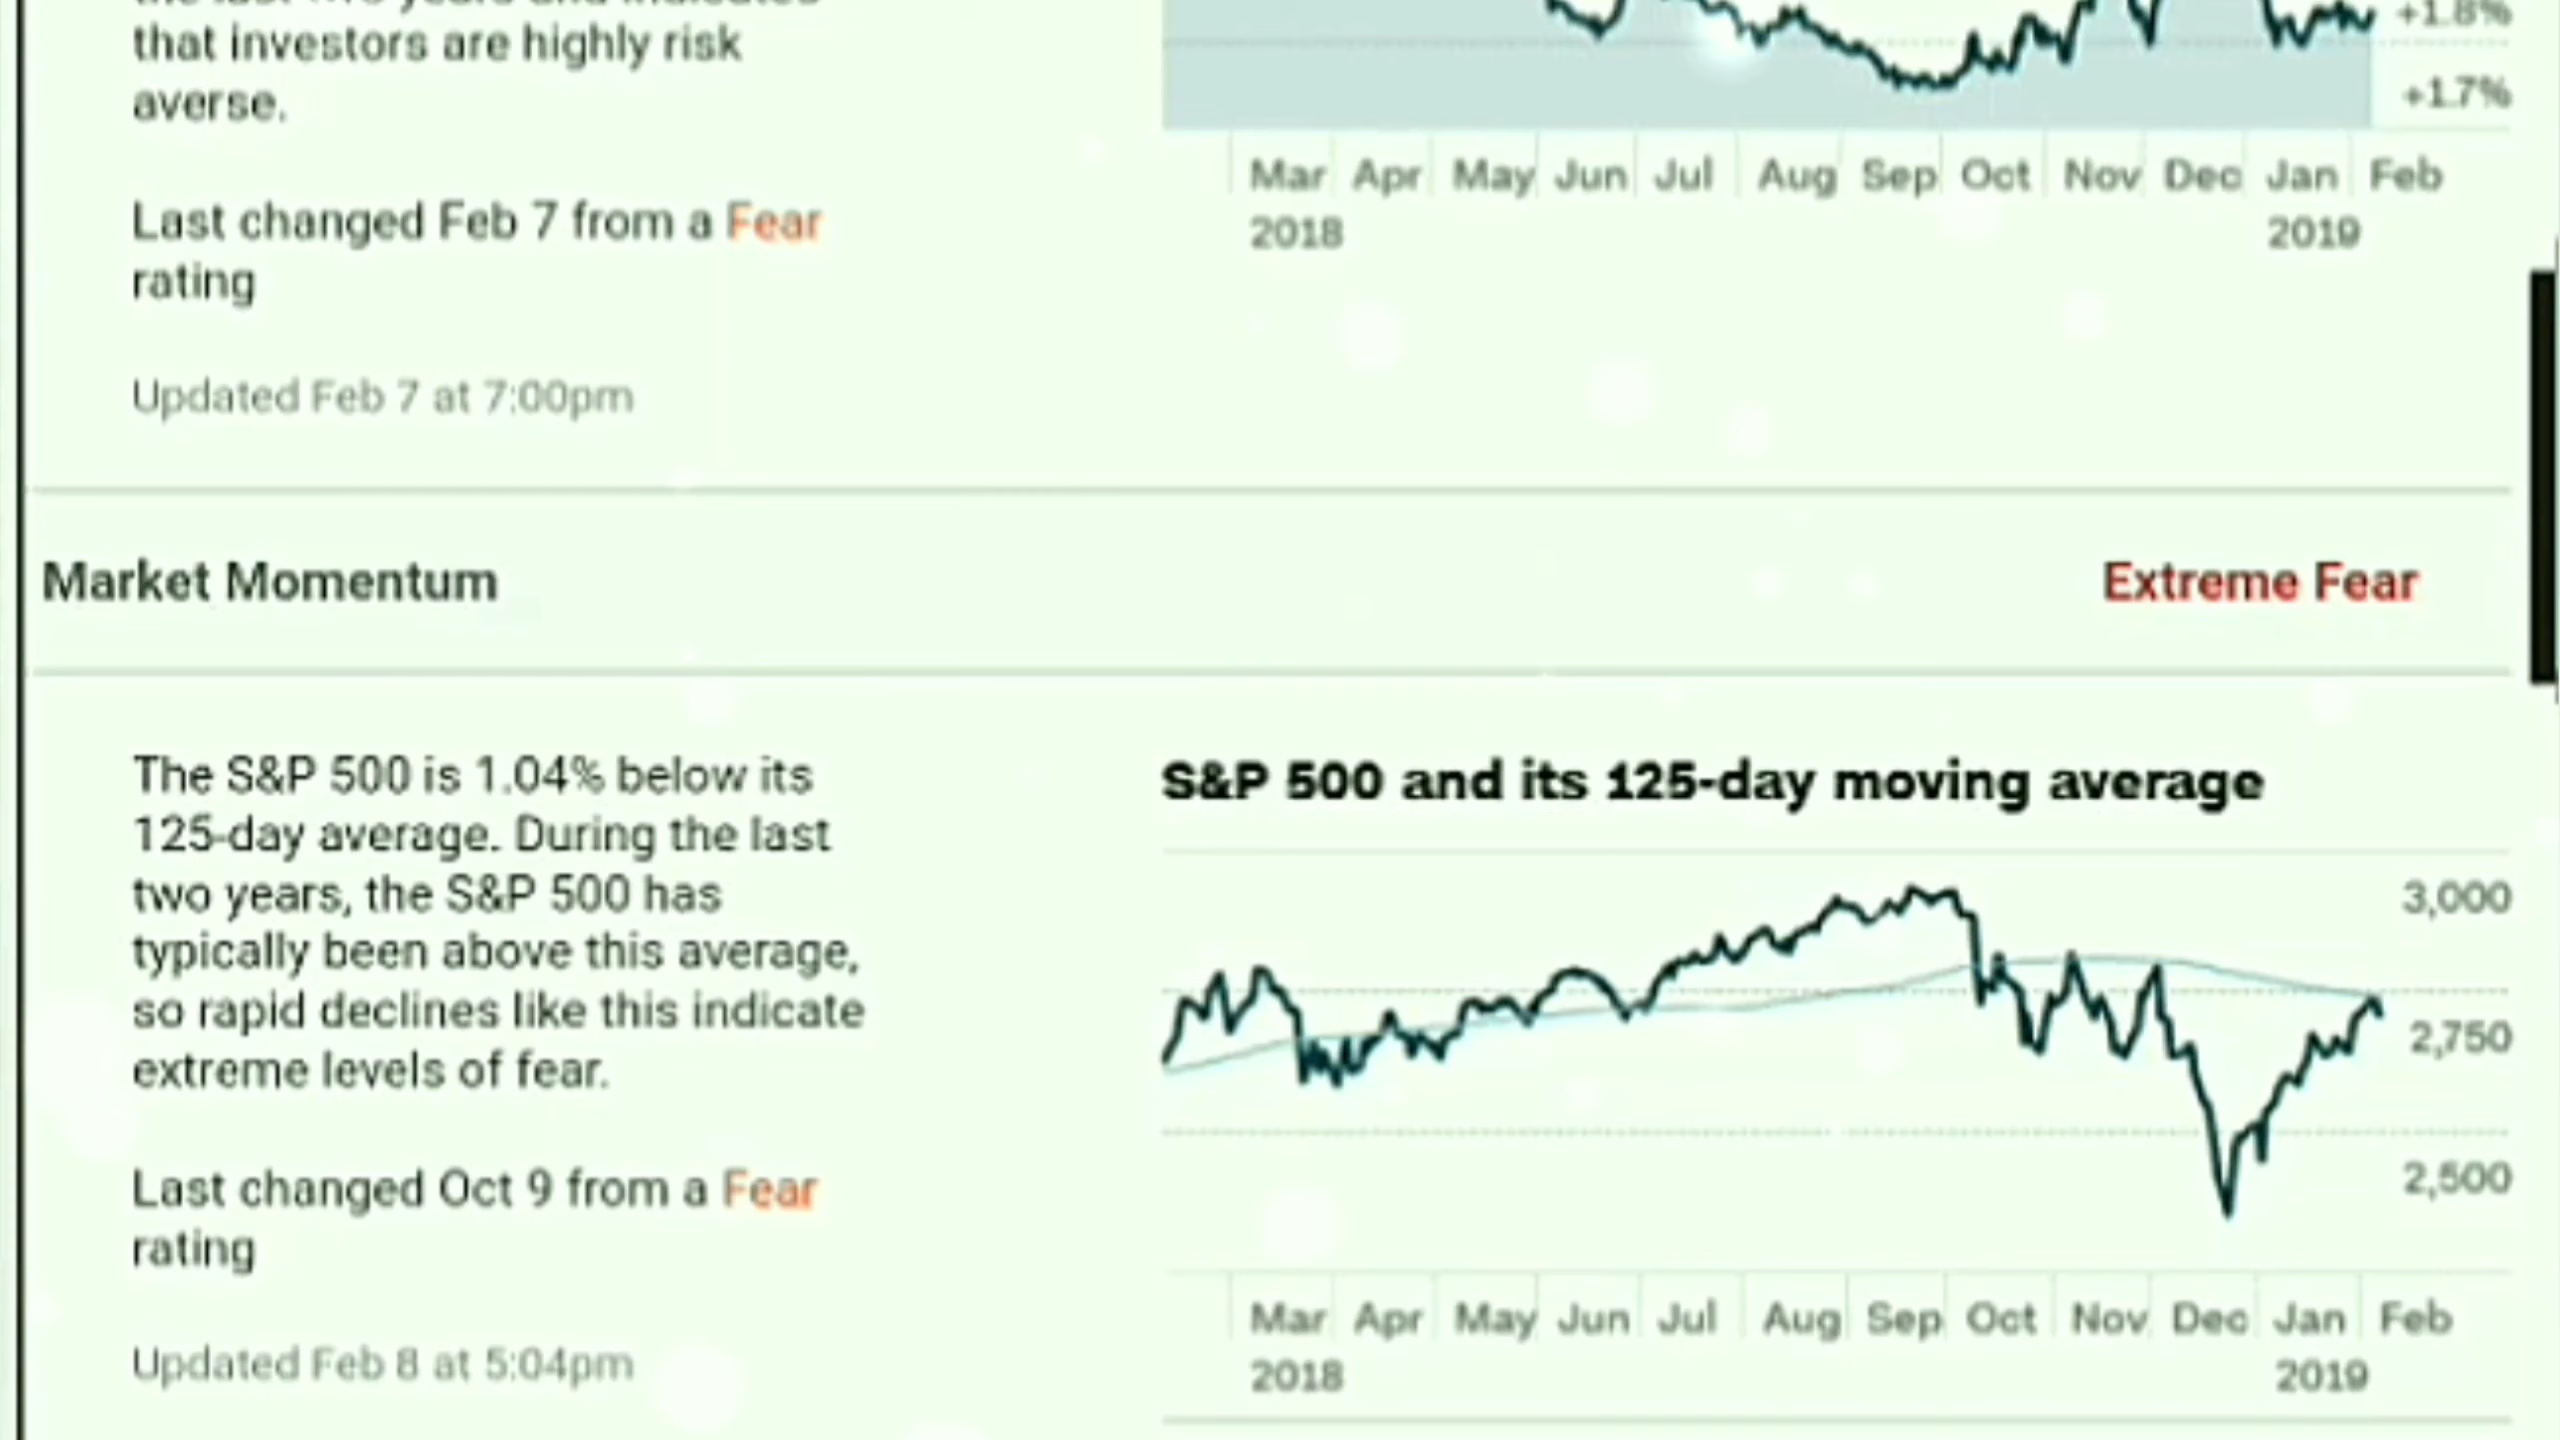 the last two years and indicates
that investors are highly risk
averse.
Last changed Feb 7 from a Fear
rating
Updated Feb 7 at 7:00pm
+1.8%
+1.7%
Mar Apr May Jun Jul Aug Sep Oct Nov Dec Jan Feb
2018 2019
Market Momentum Extreme Fear
The S&P 500 is 1.04% below its
125-day average. During the last
two years, the S&P 500 has
typically been above this average,
so rapid declines like this indicate
extreme levels of fear.
Last changed Oct 9 from a Fear
rating
Updated Feb 8 at 5:04pm
S&P 500 and its 125-day moving average
3,000
2,750
2,500
Mar Apr May Jun Jul Aug Sep Oct Nov Dec Jan Feb
2018 2019